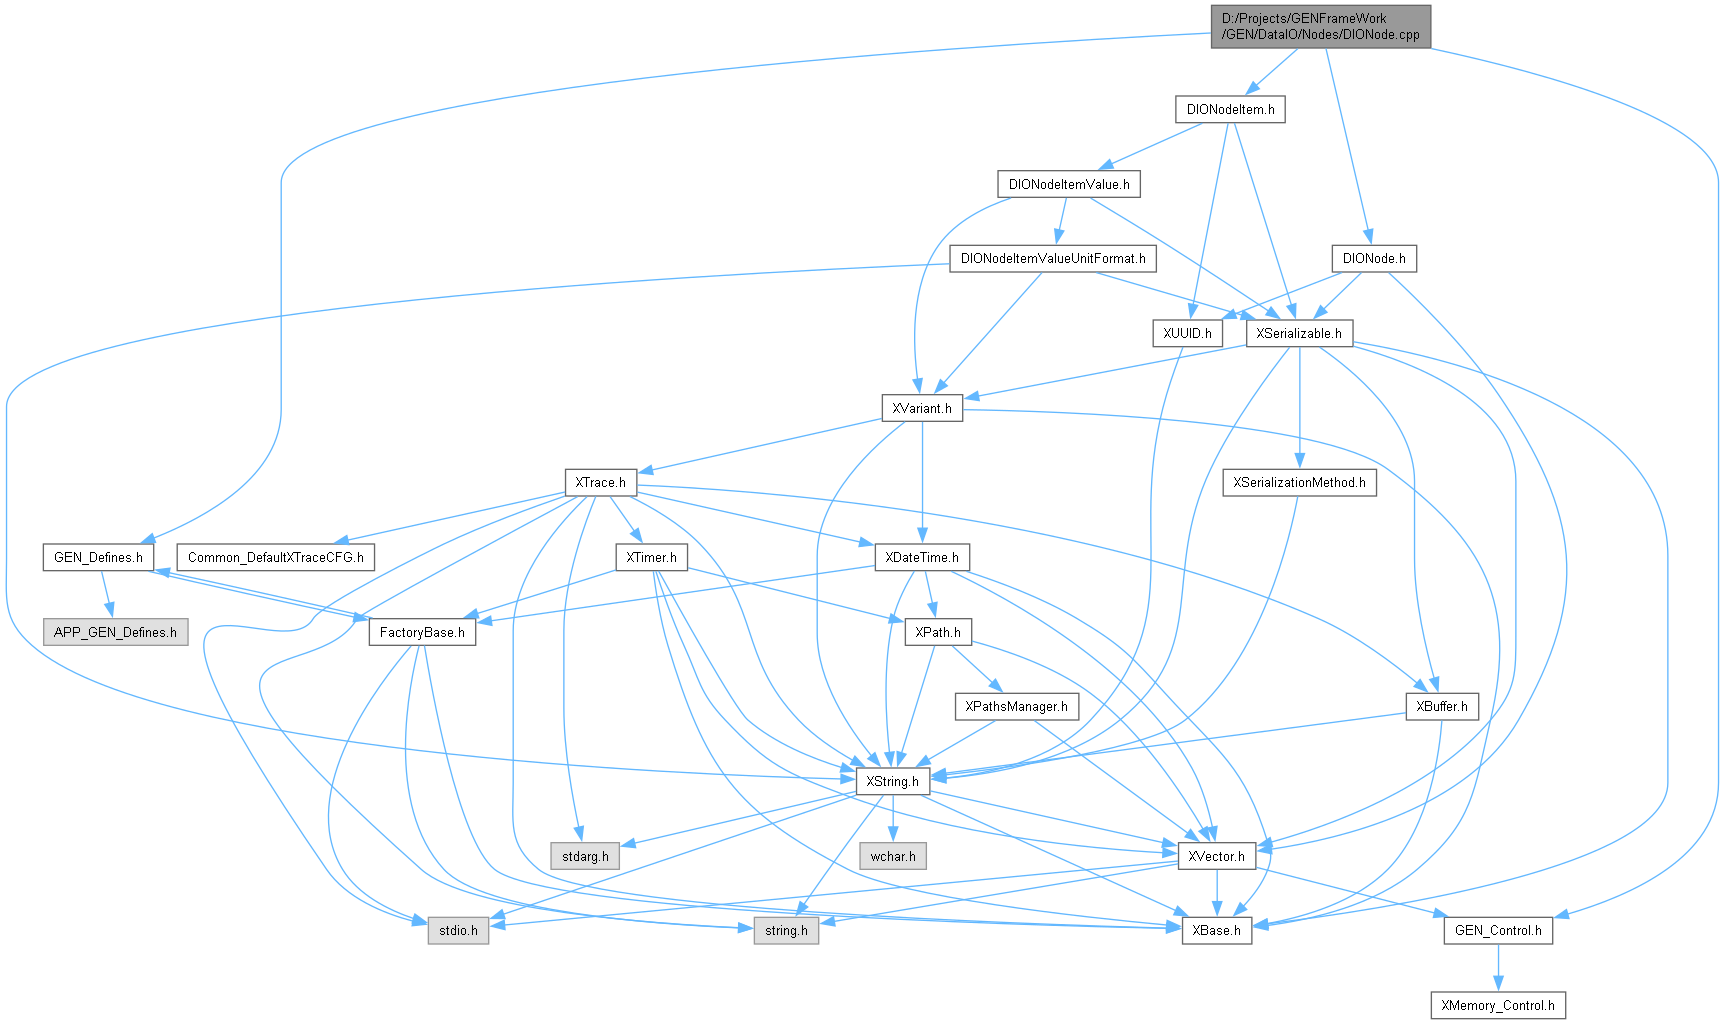 D:/Projects/GENFrameWork
/GEN/DataIO/Nodes/DIONode.cpp
DIONodeItem.h
DIONodeItemValue.h
DIONodeItemValueUnitFormat.h
DIONode.h
XUUID.h
XSerializable.h
XVariant.h
XTrace.h
XSerializationMethod.h
GEN_Defines.h
Common_DefaultXTraceCFG.h
XTimer.h
XDateTime.h
APP_GEN_Defines.h
FactoryBase.h
XPath.h
XPathsManager.h
XBuffer.h
XString.h
stdarg.h
wchar.h
XVector.h
stdio.h
string.h
XBase.h
GEN_Control.h
XMemory_Control.h